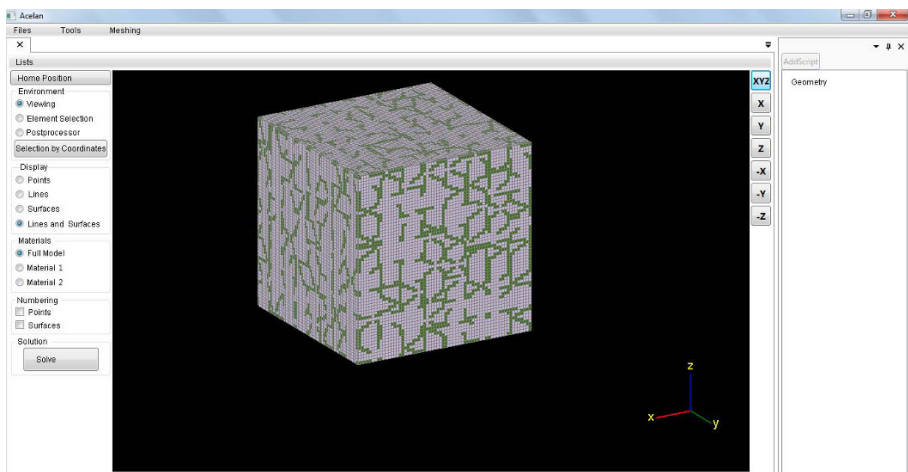 Acelan
Files Tools Meshing
Lists
AddScript
Home Position
Geometry
Environment
Viewing
Element Selection
Postprocessor
Selection by Coordinates
Display
Points
Lines
Surfaces
Lines and Surfaces
Materials
Full Model
Material 1
Material 2
Numbering
Points
Surfaces
Solution
Solve
XYZ
X
Y
Z
-X
-Y
-Z
z
x
y